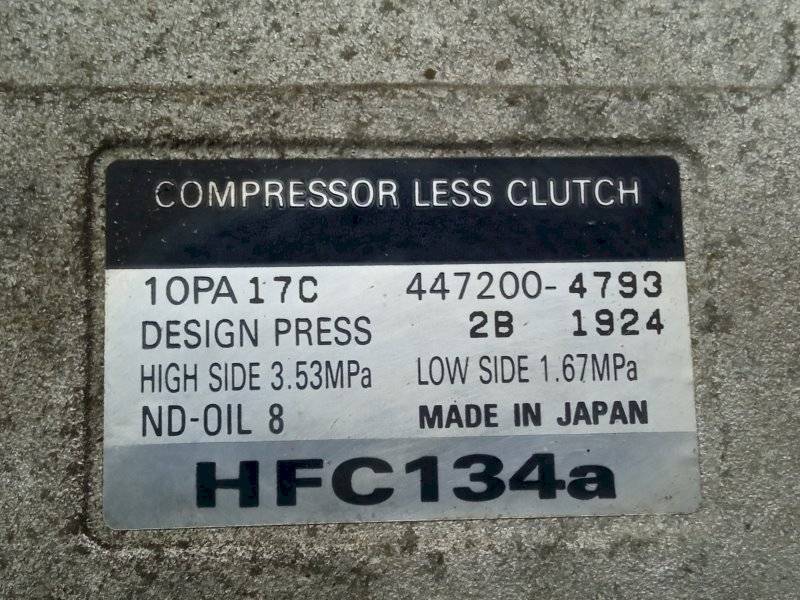 COMPRESSOR LESS CLUTCH
10PA17C 447200-4793
DESIGN PRESS 2B 1924
HIGH SIDE 3.53MPa LOW SIDE 1.67MPa
ND-OIL 8 MADE IN JAPAN
HFC134a